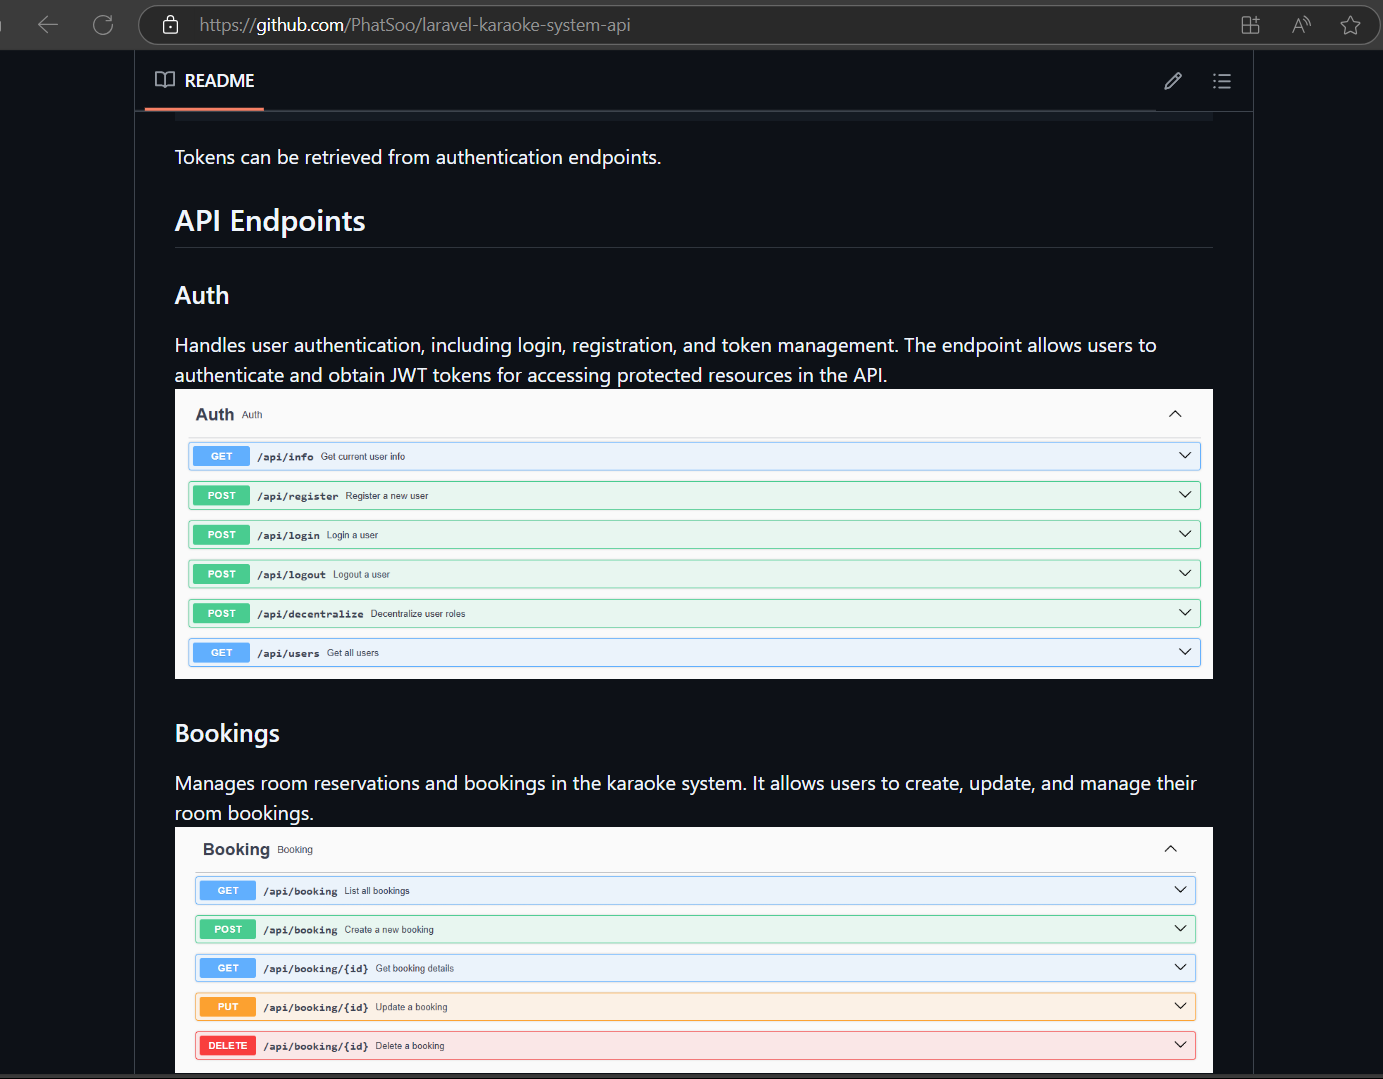 https://github.com/PhatSoo/laravel-karaoke-system-api
README
Tokens can be retrieved from authentication endpoints.
API Endpoints
Auth
Handles user authentication, including login, registration, and token management. The endpoint allows users to
authenticate and obtain JWT tokens for accessing protected resources in the API.
Auth Auth
GET /api/info Get current user info
POST /api/register Register a new user
POST /api/login Login a user
POST /api/logout Logout a user
POST /api/decentralize Decentralize user roles
GET /api/users Get all users
Bookings
Manages room reservations and bookings in the karaoke system. It allows users to create, update, and manage their
room bookings.
Booking Booking
GET /api/booking List all bookings
POST /api/booking Create a new booking
GET /api/booking/{id} Get booking details
PUT /api/booking/{id} Update a booking
DELETE /api/booking/{id} Delete a booking